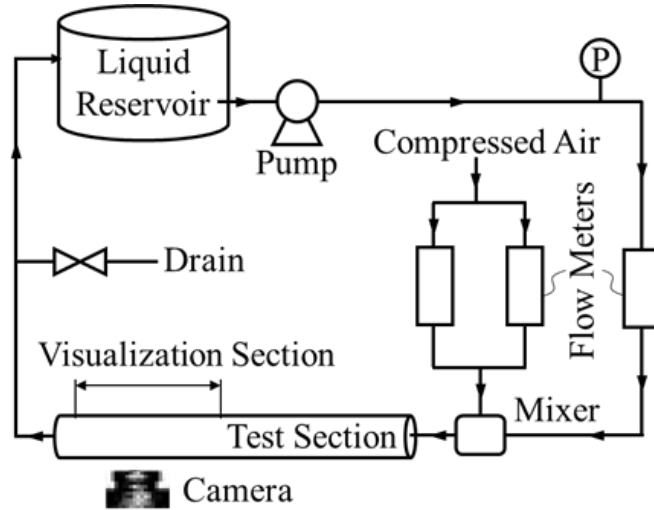 Liquid
Reservoir
P
Pump
Compressed Air
Flow Meters
Drain
Visualization Section
Mixer
Test Section
Camera